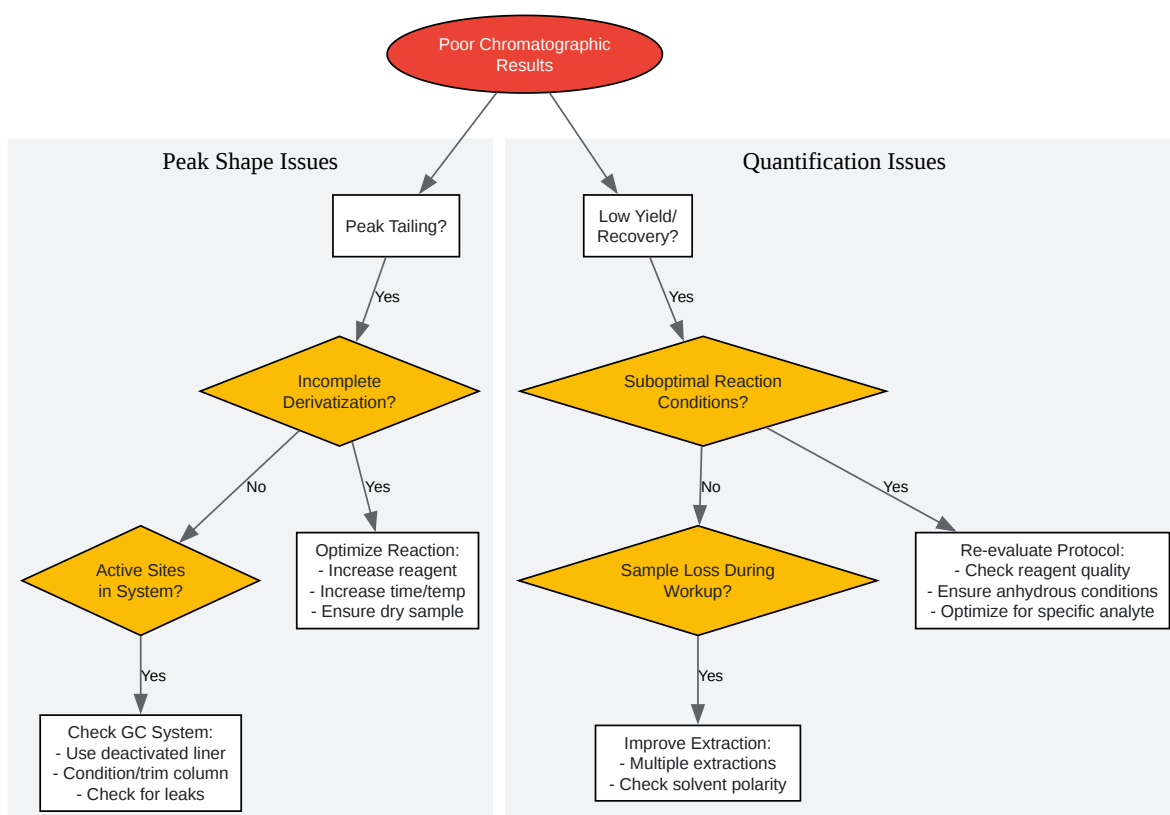 Poor Chromatographic
Results
Peak Shape Issues
Peak Tailing?
Yes
Incomplete
Derivatization?
No
Yes
Active Sites
in System?
Optimize Reaction:
- Increase reagent
- Increase time/temp
- Ensure dry sample
Yes
Check GC System:
- Use deactivated liner
- Condition/trim column
- Check for leaks
Quantification Issues
Low Yield/
Recovery?
Yes
Suboptimal Reaction
Conditions?
No
Yes
Sample Loss During
Workup?
Re-evaluate Protocol:
- Check reagent quality
- Ensure anhydrous conditions
- Optimize for specific analyte
Yes
Improve Extraction:
- Multiple extractions
- Check solvent polarity